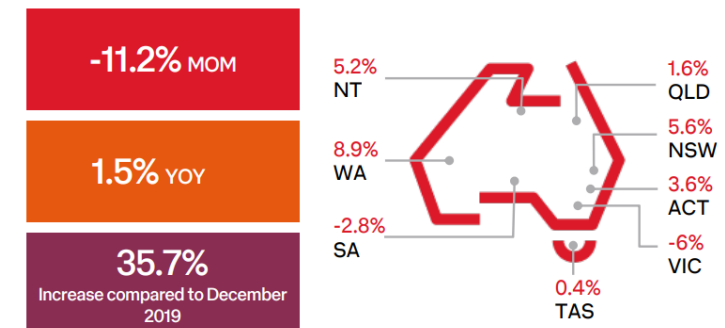 -11.2% MOM
1.5% YOY
35.7%
Increase compared to December
2019
5.2%
NT
8.9%
WA
-2.8%
SA
1.6%
QLD
5.6%
NSW
3.6%
ACT
-6%
VIC
0.4%
TAS